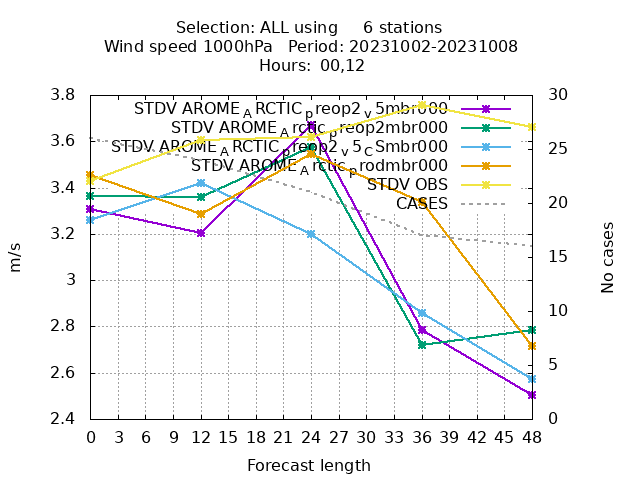 Selection: ALL using     6 stations
Wind speed 1000hPa   Period: 20231002-20231008
Hours: 00,12
STDV AROME_ARCTIC_preop2_v5mbr000
STDV AROME_Arctic_preop2mbr000
STDV AROME_ARCTIC_preop2_v5_CSmbr000
STDV AROME_Arctic_prodmbr000
STDV OBS
CASES
3.8
3.6
3.4
3.2
3
2.8
2.6
2.4
m/s
30
25
20
15
10
5
0
No cases
0 3 6 9 12 15 18 21 24 27 30 33 36 39 42 45 48
Forecast length